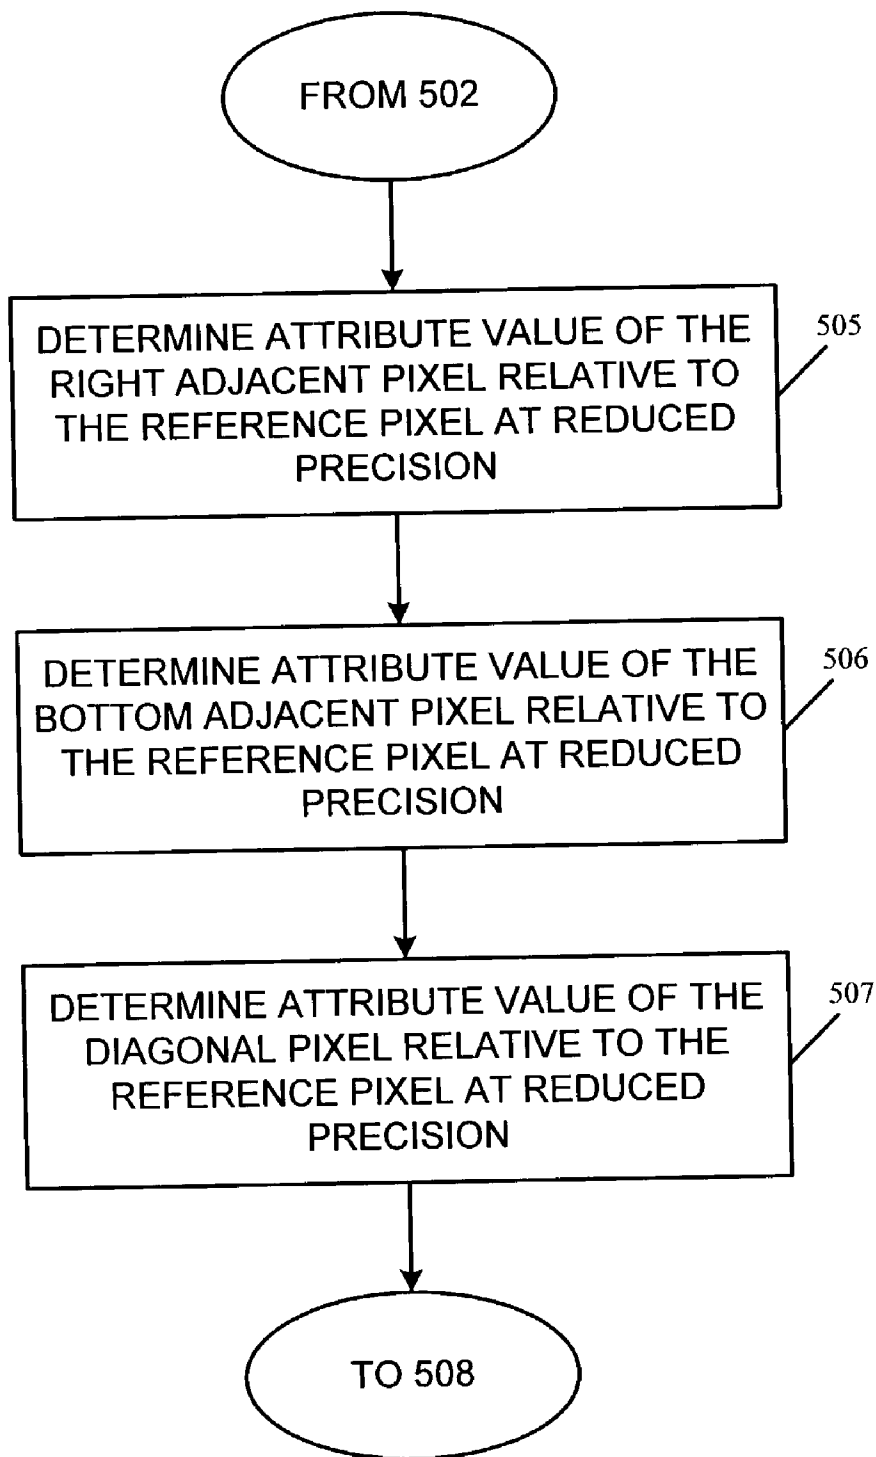 FROM 502
DETERMINE ATTRIBUTE VALUE OF THE
RIGHT ADJACENT PIXEL RELATIVE TO
THE REFERENCE PIXEL AT REDUCED
PRECISION
505
DETERMINE ATTRIBUTE VALUE OF THE
BOTTOM ADJACENT PIXEL RELATIVE TO
THE REFERENCE PIXEL AT REDUCED
PRECISION
506
DETERMINE ATTRIBUTE VALUE OF THE
DIAGONAL PIXEL RELATIVE TO THE
REFERENCE PIXEL AT REDUCED
PRECISION
507
TO 508